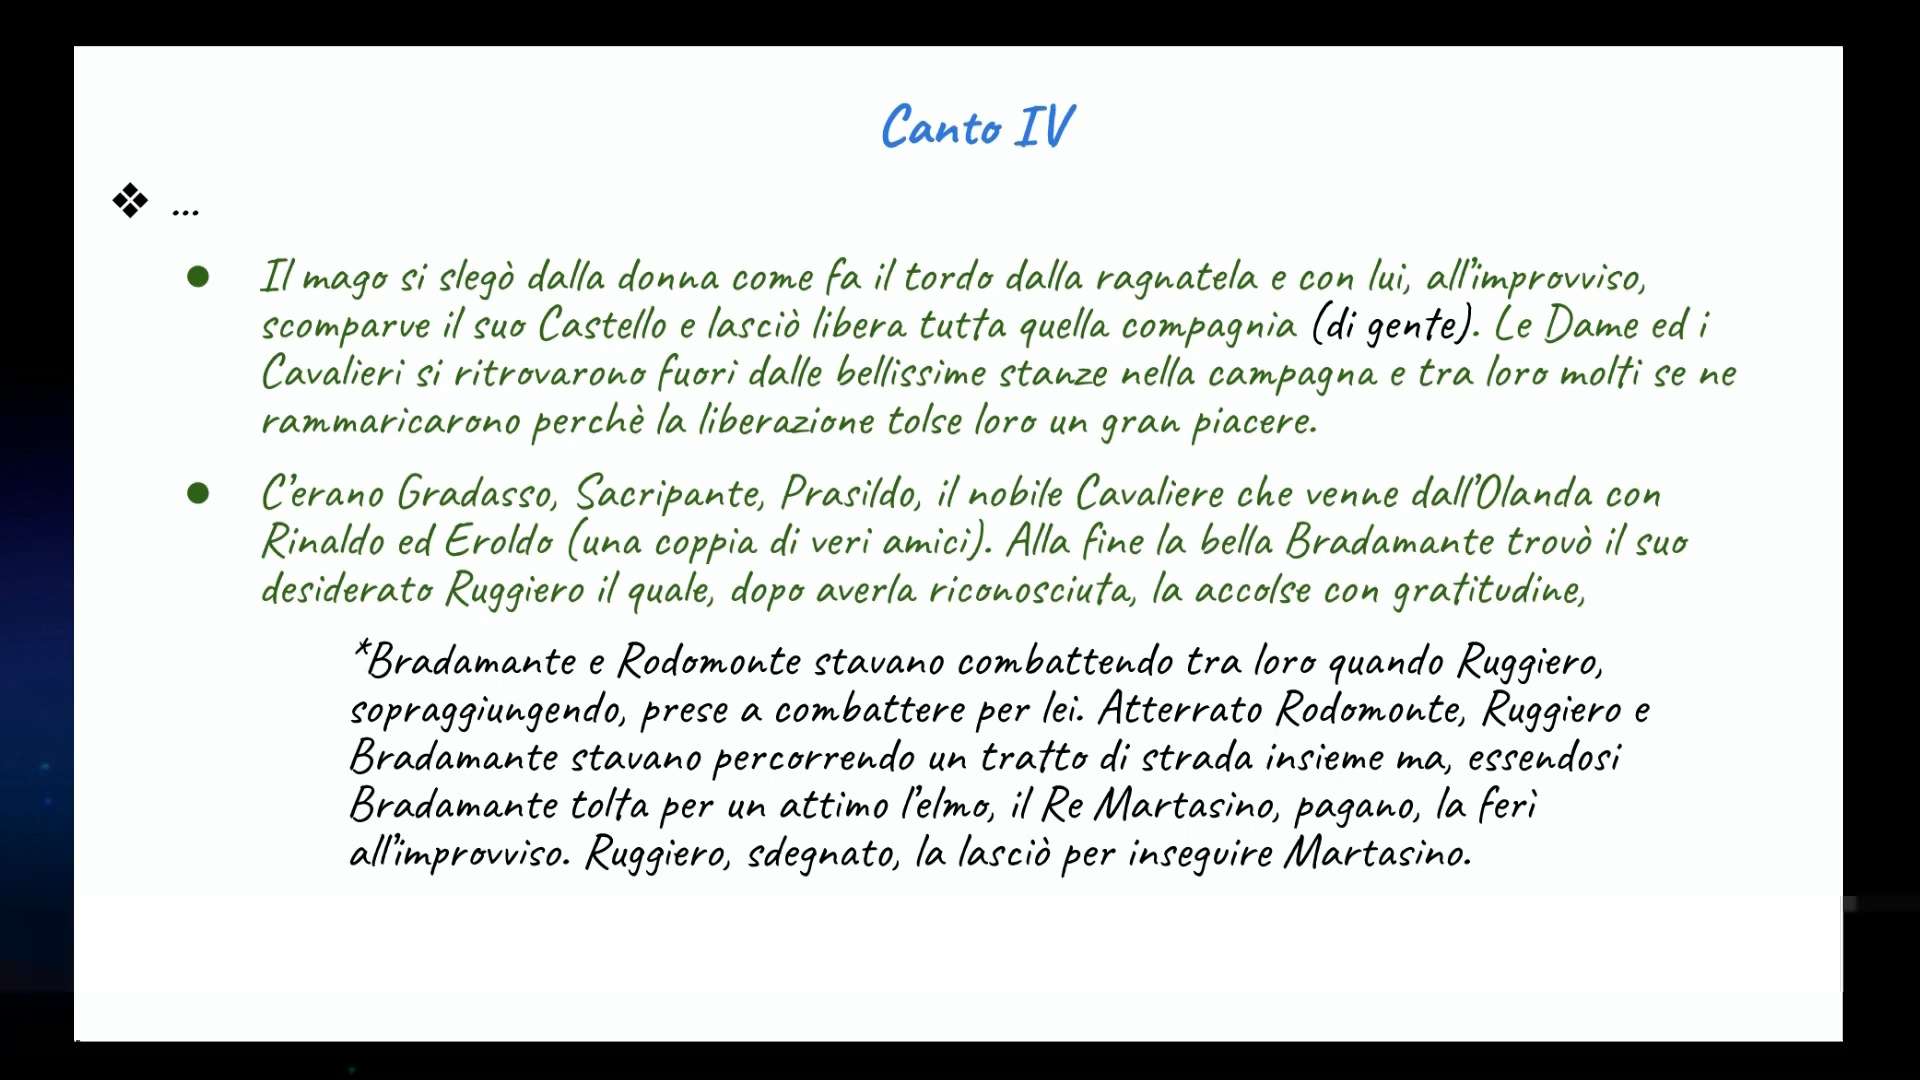 Canto IV
❖ ...
● Il mago si slegò dalla donna come fa il tordo dalla ragnatela e con lui, all'improvviso,
scomparve il suo Castello e lasciò libera tutta quella compagnia (di gente). Le Dame ed i
Cavalieri si ritrovarono fuori dalle bellissime stanze nella campagna e tra loro molti se ne
rammaricarono perchè la liberazione tolse loro un gran piacere.
● C'erano Gradasso, Sacripante, Prasildo, il nobile Cavaliere che venne dall'Olanda con
Rinaldo ed Eroldo (una coppia di veri amici). Alla fine la bella Bradamante trovò il suo
desiderato Ruggiero il quale, dopo averla riconosciuta, la accolse con gratitudine,
*Bradamante e Rodomonte stavano combattendo tra loro quando Ruggiero,
sopraggiungendo, prese a combattere per lei. Atterrato Rodomonte, Ruggiero e
Bradamante stavano percorrendo un tratto di strada insieme ma, essendosi
Bradamante tolta per un attimo l'elmo, il Re Martasino, pagano, la ferì
all'improvviso. Ruggiero, sdegnato, la lasciò per inseguire Martasino.